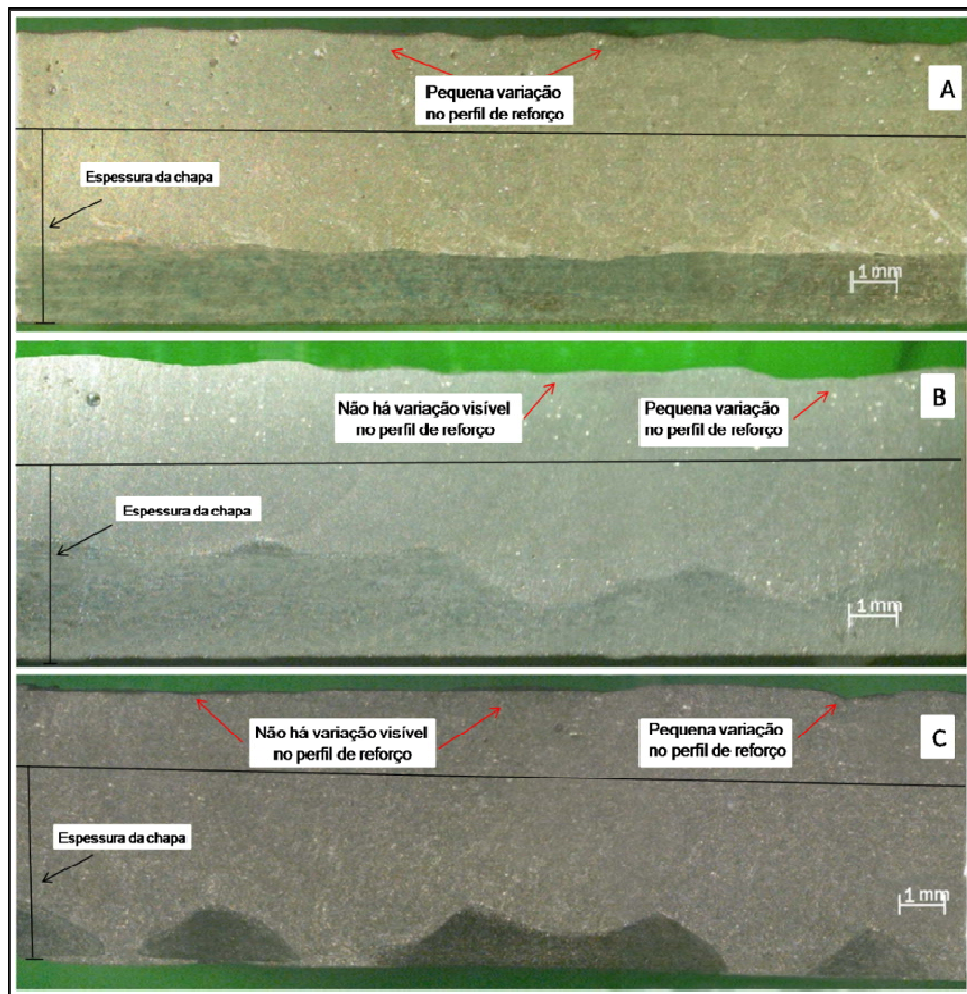 Pequena variação
no perfil de reforço
A
Espessura da chapa
1 mm
Não há variação visível
no perfil de reforço
Pequena variação
no perfil de reforço
B
Espessura da chapa
1 mm
Não há variação visível
no perfil de reforço
Pequena variação
no perfil de reforço
C
Espessura da chapa
1 mm